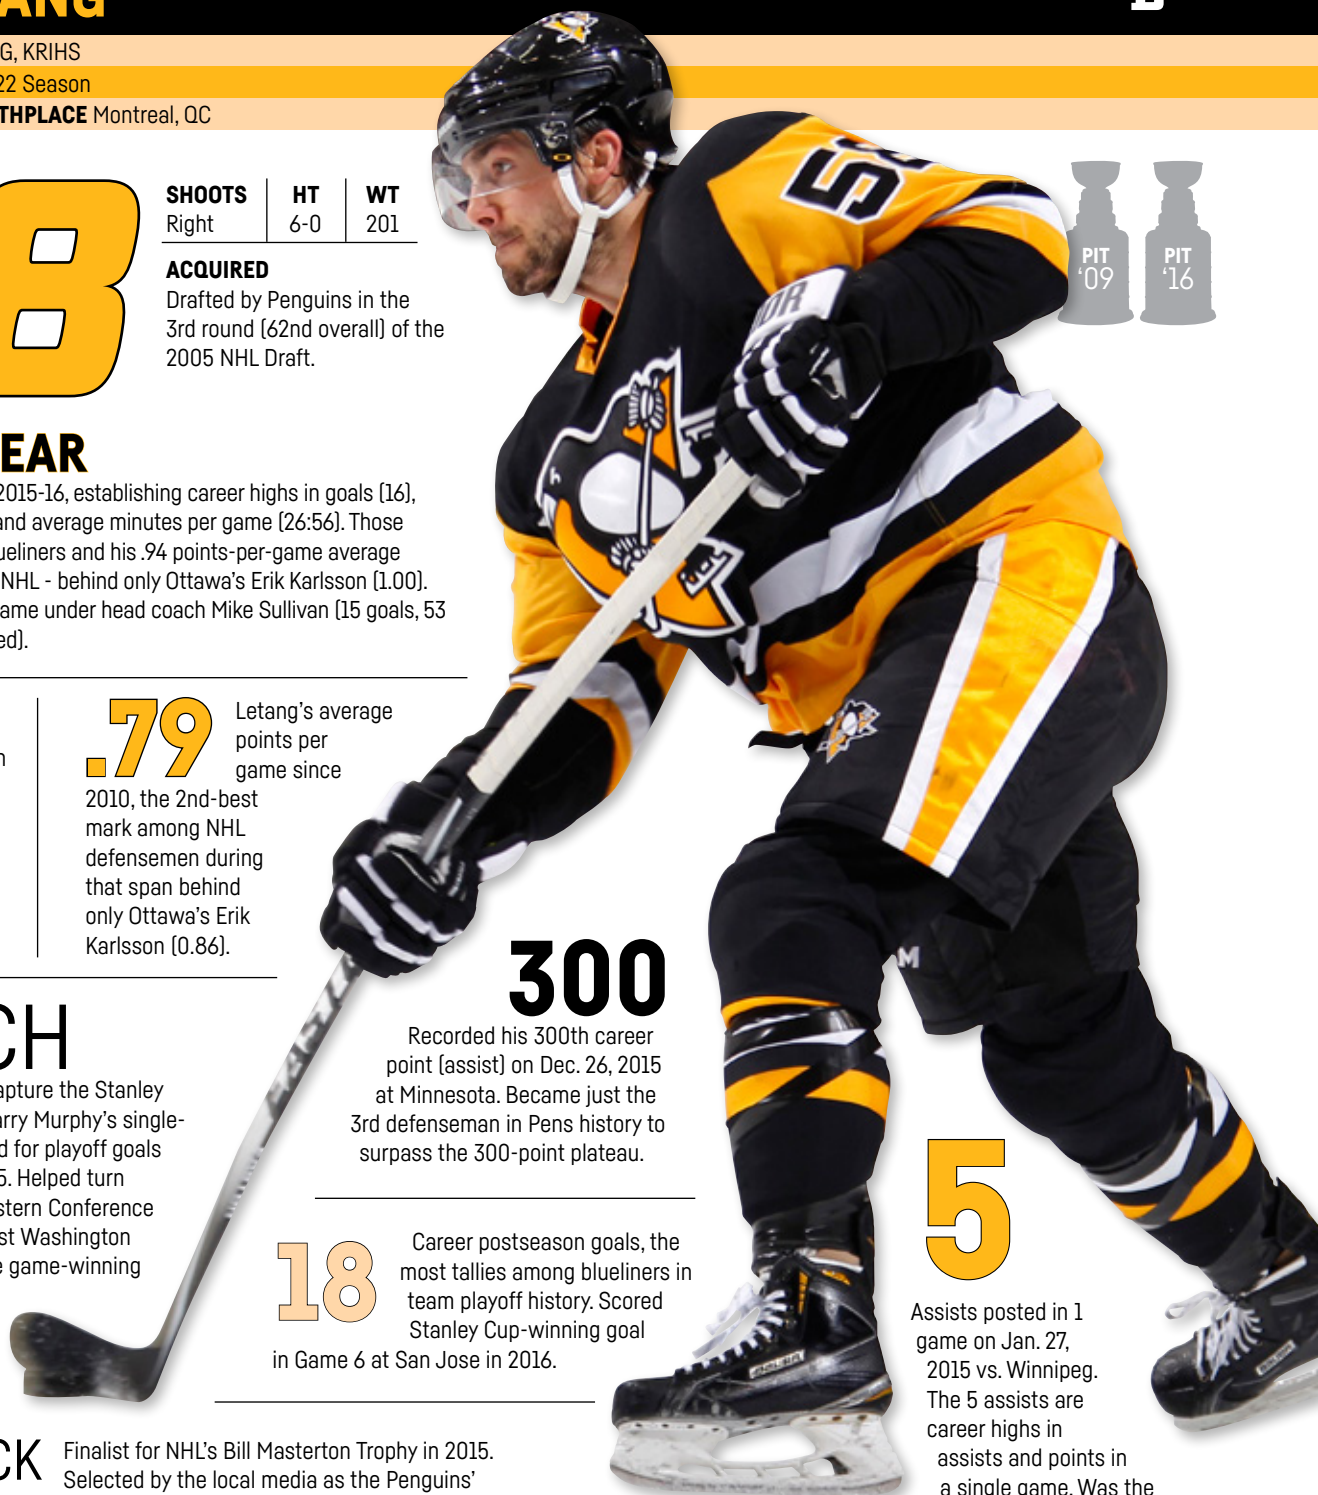 ANG
G, KRIHS
22 Season
THPLACE Montreal, QC
8
SHOOTS HT WT
Right 6-0 201
ACQUIRED
Drafted by Penguins in the
3rd round (62nd overall) of the
2005 NHL Draft.
PIT PIT
‘09 ‘16
EAR
2015-16, establishing career highs in goals (16),
and average minutes per game (26:56). Those
ueliners and his .94 points-per-game average
NHL - behind only Ottawa’s Erik Karlsson (1.00).
ame under head coach Mike Sullivan (15 goals, 53
ed).
n
.79
Letang’s average
points per
game since
2010, the 2nd-best
mark among NHL
defensemen during
that span behind
only Ottawa’s Erik
Karlsson (0.86).
CH
apture the Stanley
arry Murphy’s single-
d for playoff goals
5. Helped turn
stern Conference
st Washington
e game-winning
300
Recorded his 300th career
point (assist) on Dec. 26, 2015
at Minnesota. Became just the
3rd defenseman in Pens history to
surpass the 300-point plateau.
18
Career postseason goals, the
most tallies among blueliners in
team playoff history. Scored
Stanley Cup-winning goal
in Game 6 at San Jose in 2016.
5
Assists posted in 1
game on Jan. 27,
2015 vs. Winnipeg.
The 5 assists are
career highs in
assists and points in
a single game. Was the
CK
Finalist for NHL’s Bill Masterton Trophy in 2015.
Selected by the local media as the Penguins’